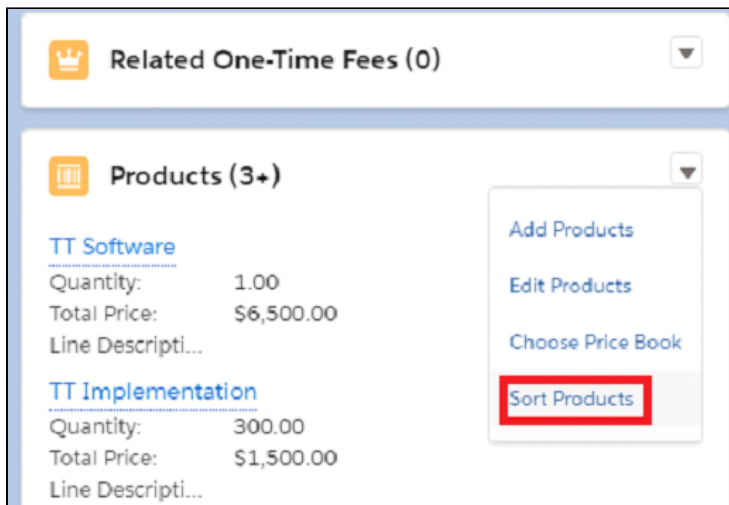 Related One-Time Fees (0)
Products (3+)
Add Products
Edit Products
Choose Price Book
Sort Products
TT Software
Quantity: 1.00
Total Price: $6,500.00
Line Descripti...
TT Implementation
Quantity: 300.00
Total Price: $1,500.00
Line Descripti...